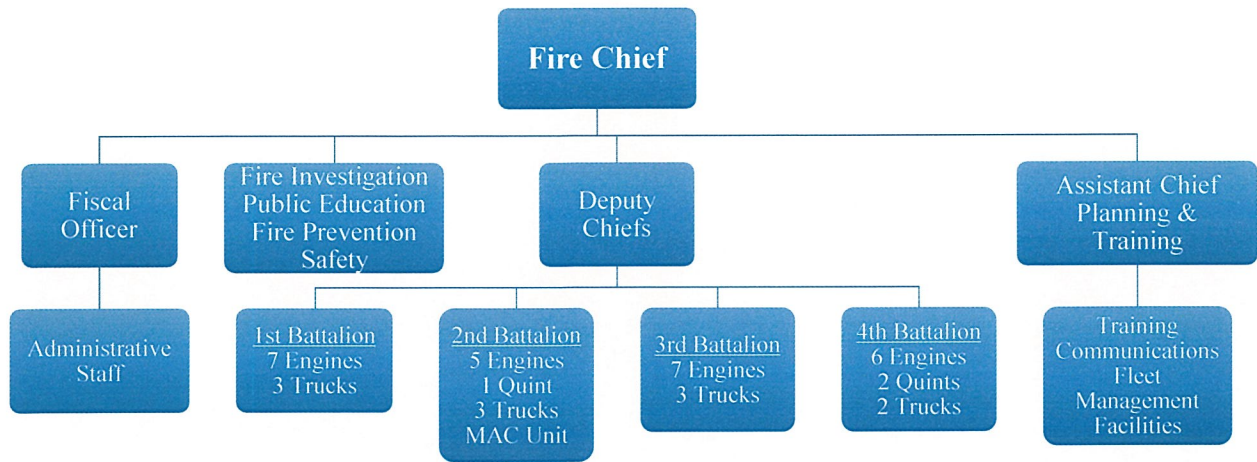 Fire Chief
Fiscal
Officer
Fire Investigation
Public Education
Fire Prevention
Safety
Deputy
Chiefs
Assistant Chief
Planning &
Training
Administrative
Staff
1st Battalion
7 Engines
3 Trucks
2nd Battalion
5 Engines
1 Quint
3 Trucks
MAC Unit
3rd Battalion
7 Engines
3 Trucks
4th Battalion
6 Engines
2 Quints
2 Trucks
Training
Communications
Fleet
Management
Facilities